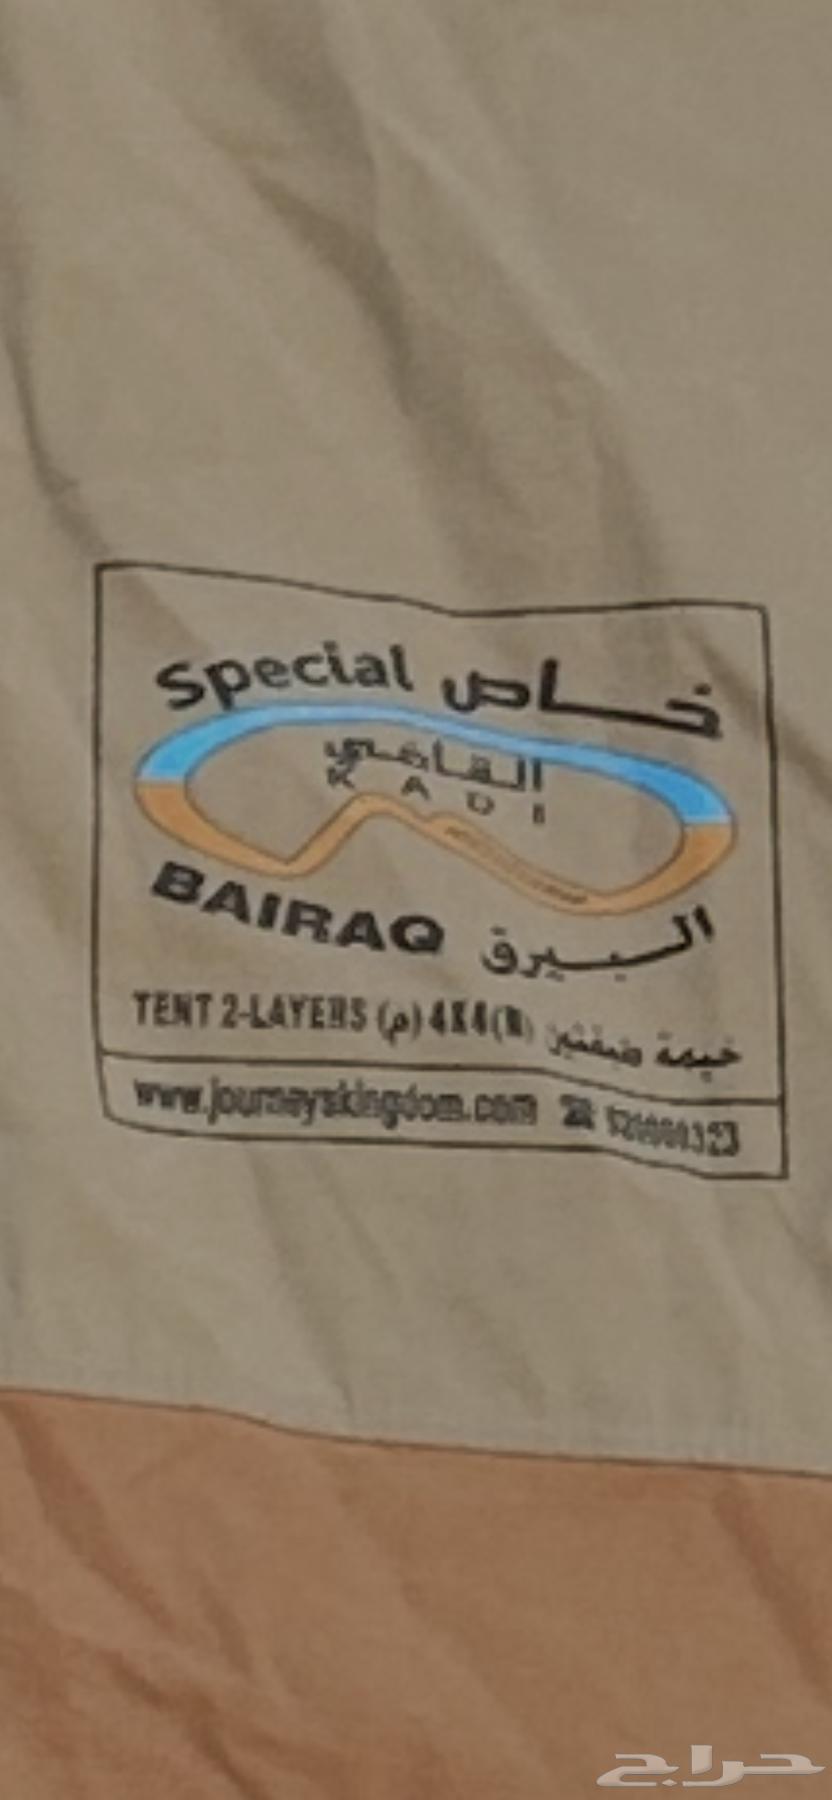 Special خاص
القاضي
KADI
BAIRAQ البيرق
TENT 2-LAYERS (م) 4X4 (M) خيمة طبقتين
www.journeyskingdom.com ☎
حراج